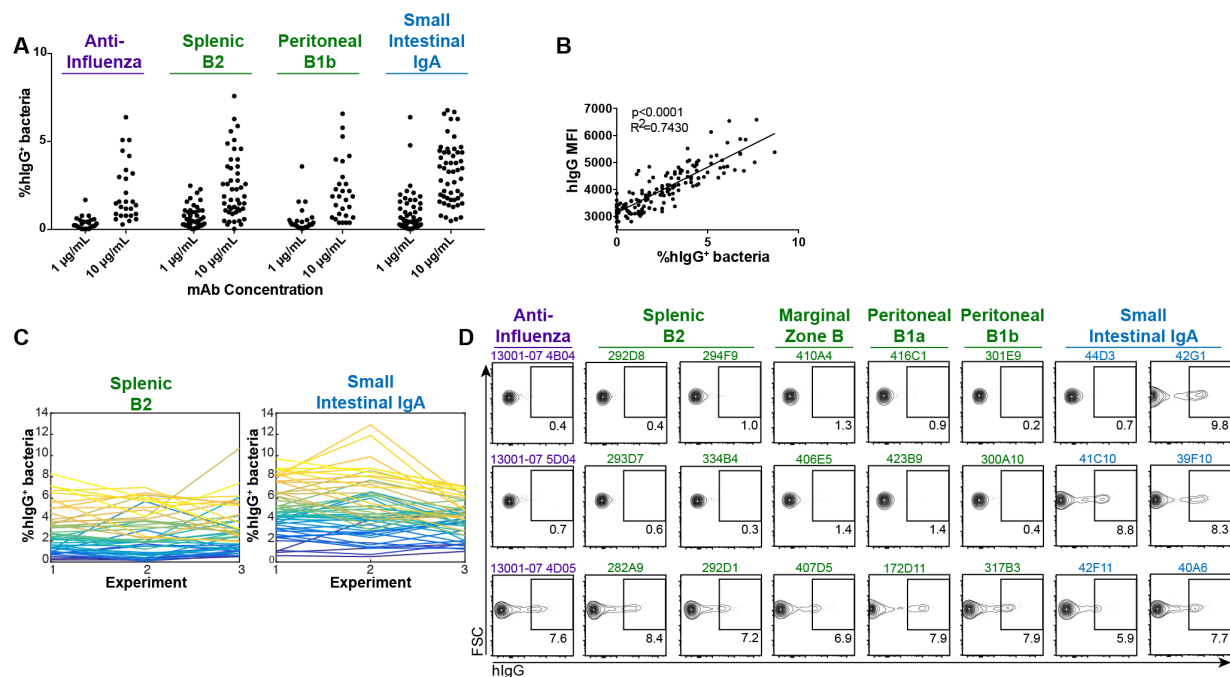 A
Anti-
Influenza
Splenic
B2
Peritoneal
B1b
Small
Intestinal
IgA
%hIgG⁺ bacteria
10
5
0
1 µg/mL
10 µg/mL
1 µg/mL
10 µg/mL
1 µg/mL
10 µg/mL
1 µg/mL
10 µg/mL
mAb Concentration
B
p<0.0001
R²=0.7430
hIgG MFI
7000
6000
5000
4000
3000
0
5
10
%hIgG⁺ bacteria
C
Splenic
B2
%hIgG⁺ bacteria
14
12
10
8
6
4
2
0
1
2
3
Experiment
Small
Intestinal IgA
%hIgG⁺ bacteria
14
12
10
8
6
4
2
0
1
2
3
Experiment
D
Anti-
Influenza
Splenic
B2
Marginal
Zone B
Peritoneal
B1a
Peritoneal
B1b
Small
Intestinal IgA
13001-07 4B04 292D8 294F9 410A4 416C1 301E9 44D3 42G1
0.4 0.4 1.0 1.3 0.9 0.2 0.7 9.8
13001-07 5D04 293D7 334B4 406E5 423B9 300A10 41C10 39F10
0.7 0.6 0.3 1.4 1.4 0.4 8.8 8.3
13001-07 4D05 282A9 292D1 407D5 172D11 317B3 42F11 40A6
7.6 8.4 7.2 6.9 7.9 7.9 5.9 7.7
FSC
hIgG